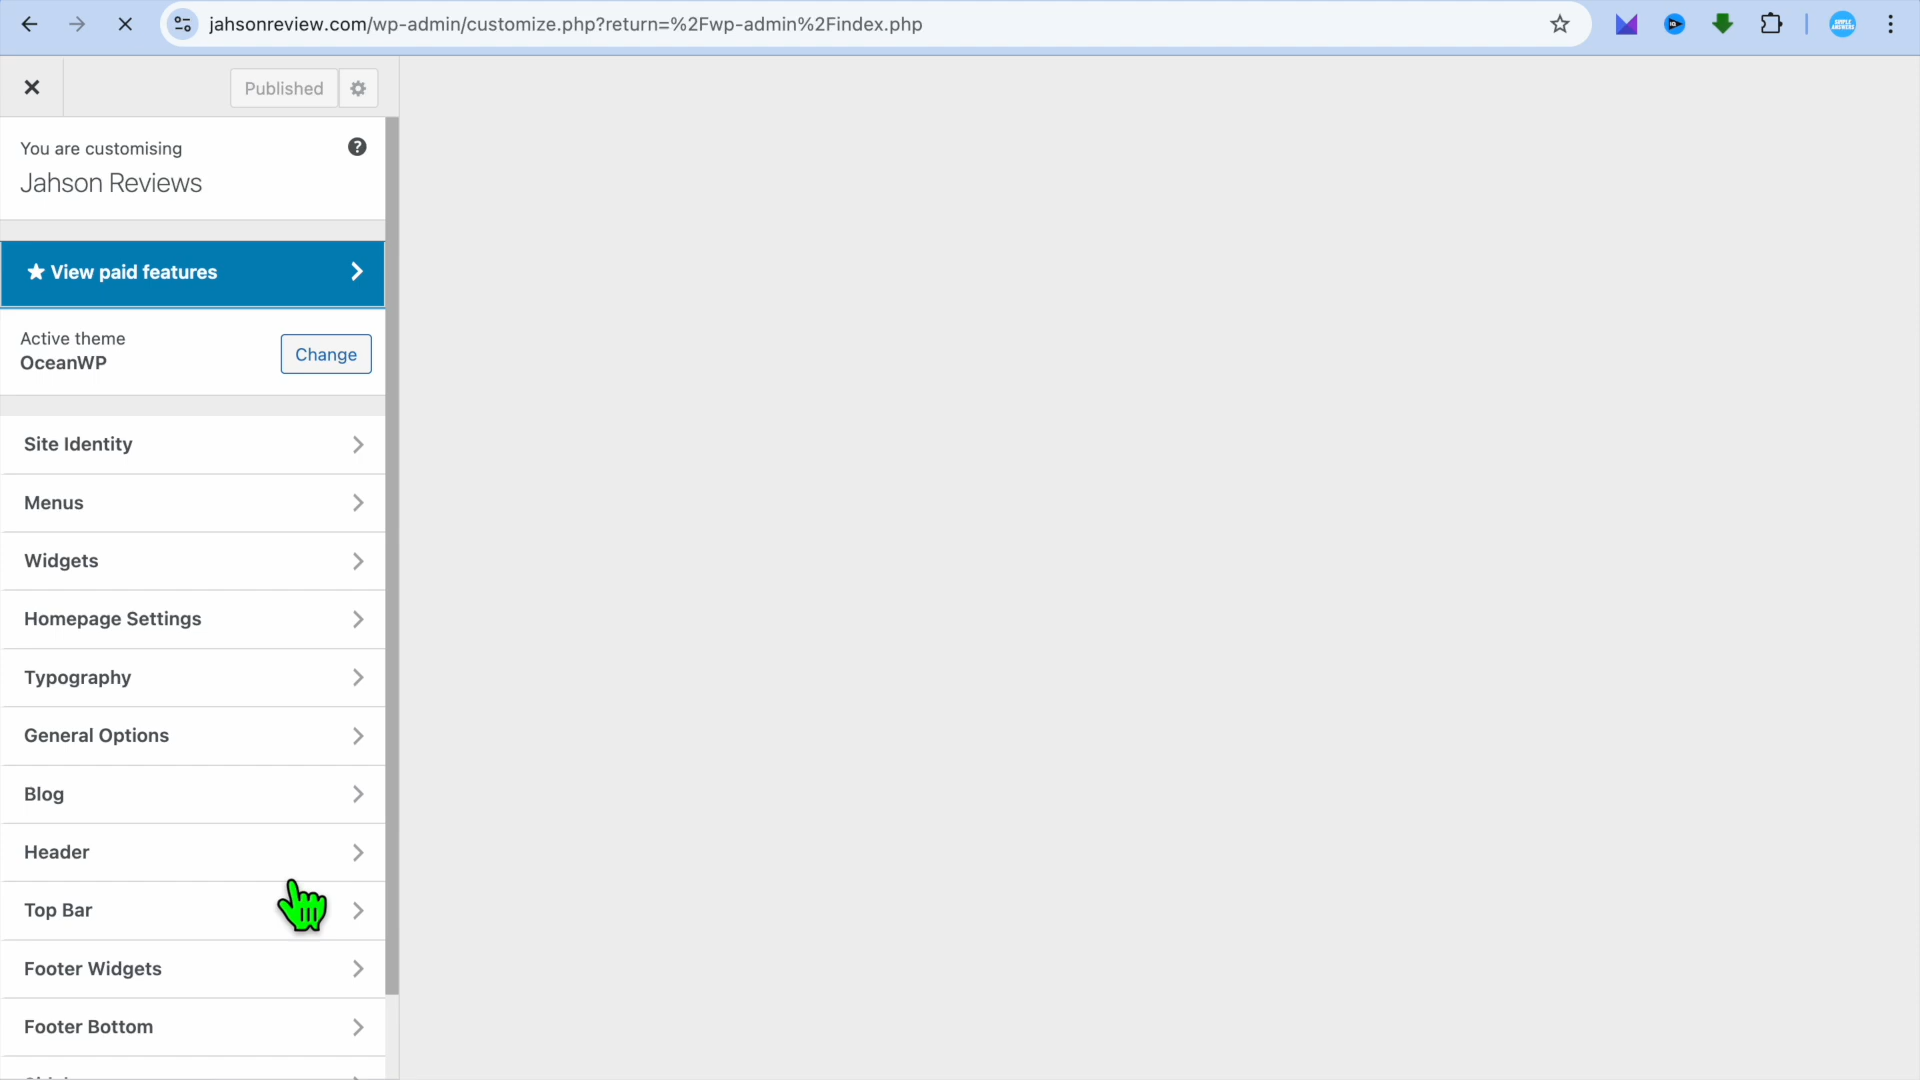 jahsonreview.com/wp-admin/customize.php?return=%2Fwp-admin%2Findex.php
SIMPLE ANSWERS
Published
You are customising
Jahson Reviews
View paid features
Active theme
OceanWP
Change
Site Identity
Menus
Widgets
Homepage Settings
Typography
General Options
Blog
Header
Top Bar
Footer Widgets
Footer Bottom